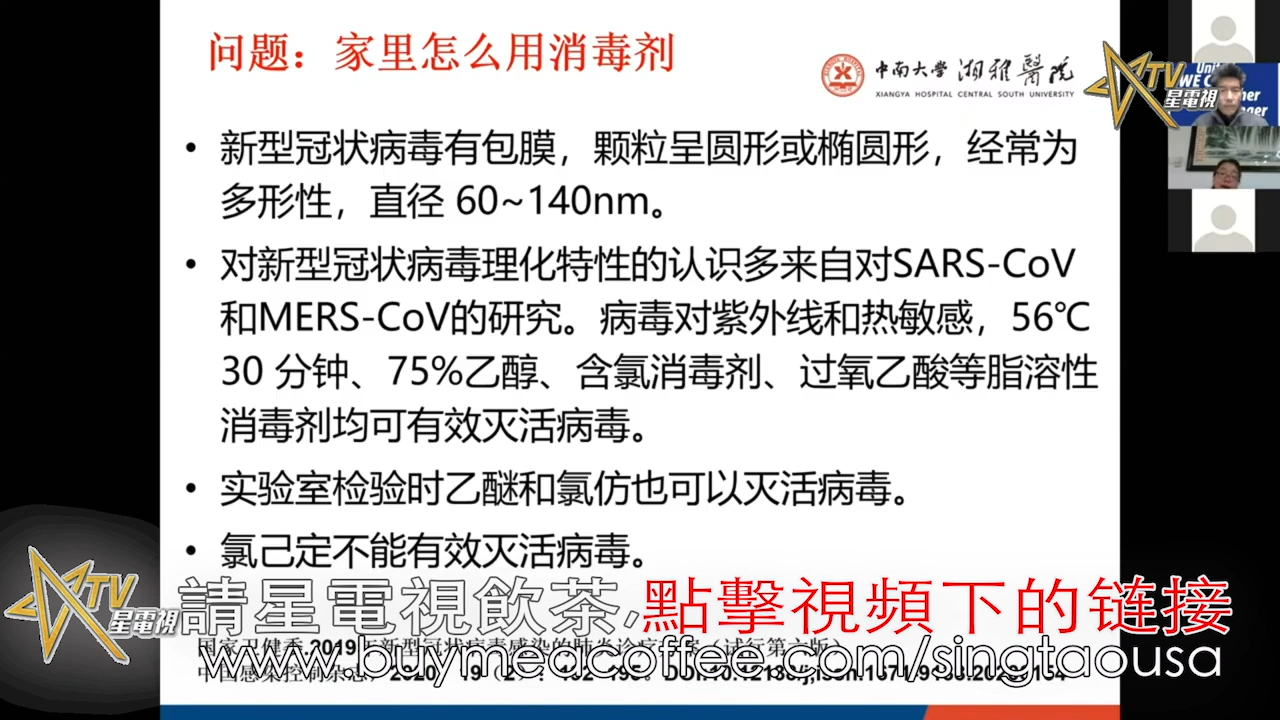 问题：家里怎么用消毒剂
中南大学 湘雅醫院
XIANGYA HOSPITAL CENTRAL SOUTH UNIVERSITY
TV
星電視
• 新型冠状病毒有包膜，颗粒呈圆形或椭圆形，经常为
多形性，直径 60~140nm。
• 对新型冠状病毒理化特性的认识多来自对SARS-CoV
和MERS-CoV的研究。病毒对紫外线和热敏感，56℃
30 分钟、75%乙醇、含氯消毒剂、过氧乙酸等脂溶性
消毒剂均可有效灭活病毒。
• 实验室检验时乙醚和氯仿也可以灭活病毒。
• 氯己定不能有效灭活病毒。
TV
星電視
請星電視飲茶,點擊視頻下的链接
www.buymeacoffee.com/singtaousa